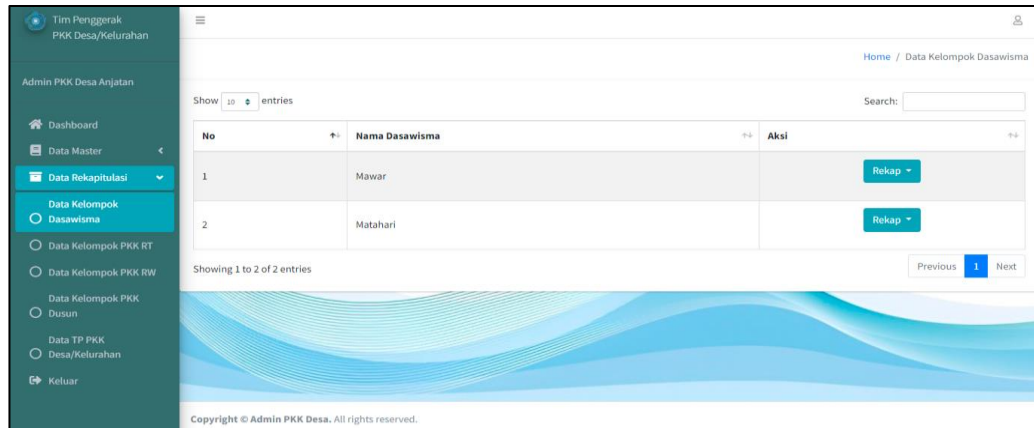 Tim Penggerak
PKK Desa/Kelurahan
Admin PKK Desa Anjatan
Dashboard
Data Master
Data Rekapitulasi
Data Kelompok
Dasawisma
Data Kelompok PKK RT
Data Kelompok PKK RW
Data Kelompok PKK
Dusun
Data TP PKK
Desa/Kelurahan
Keluar
Home / Data Kelompok Dasawisma
Show 10 entries Search:
No Nama Dasawisma Aksi
1 Mawar Rekap
2 Matahari Rekap
Showing 1 to 2 of 2 entries Previous 1 Next
Copyright © Admin PKK Desa. All rights reserved.